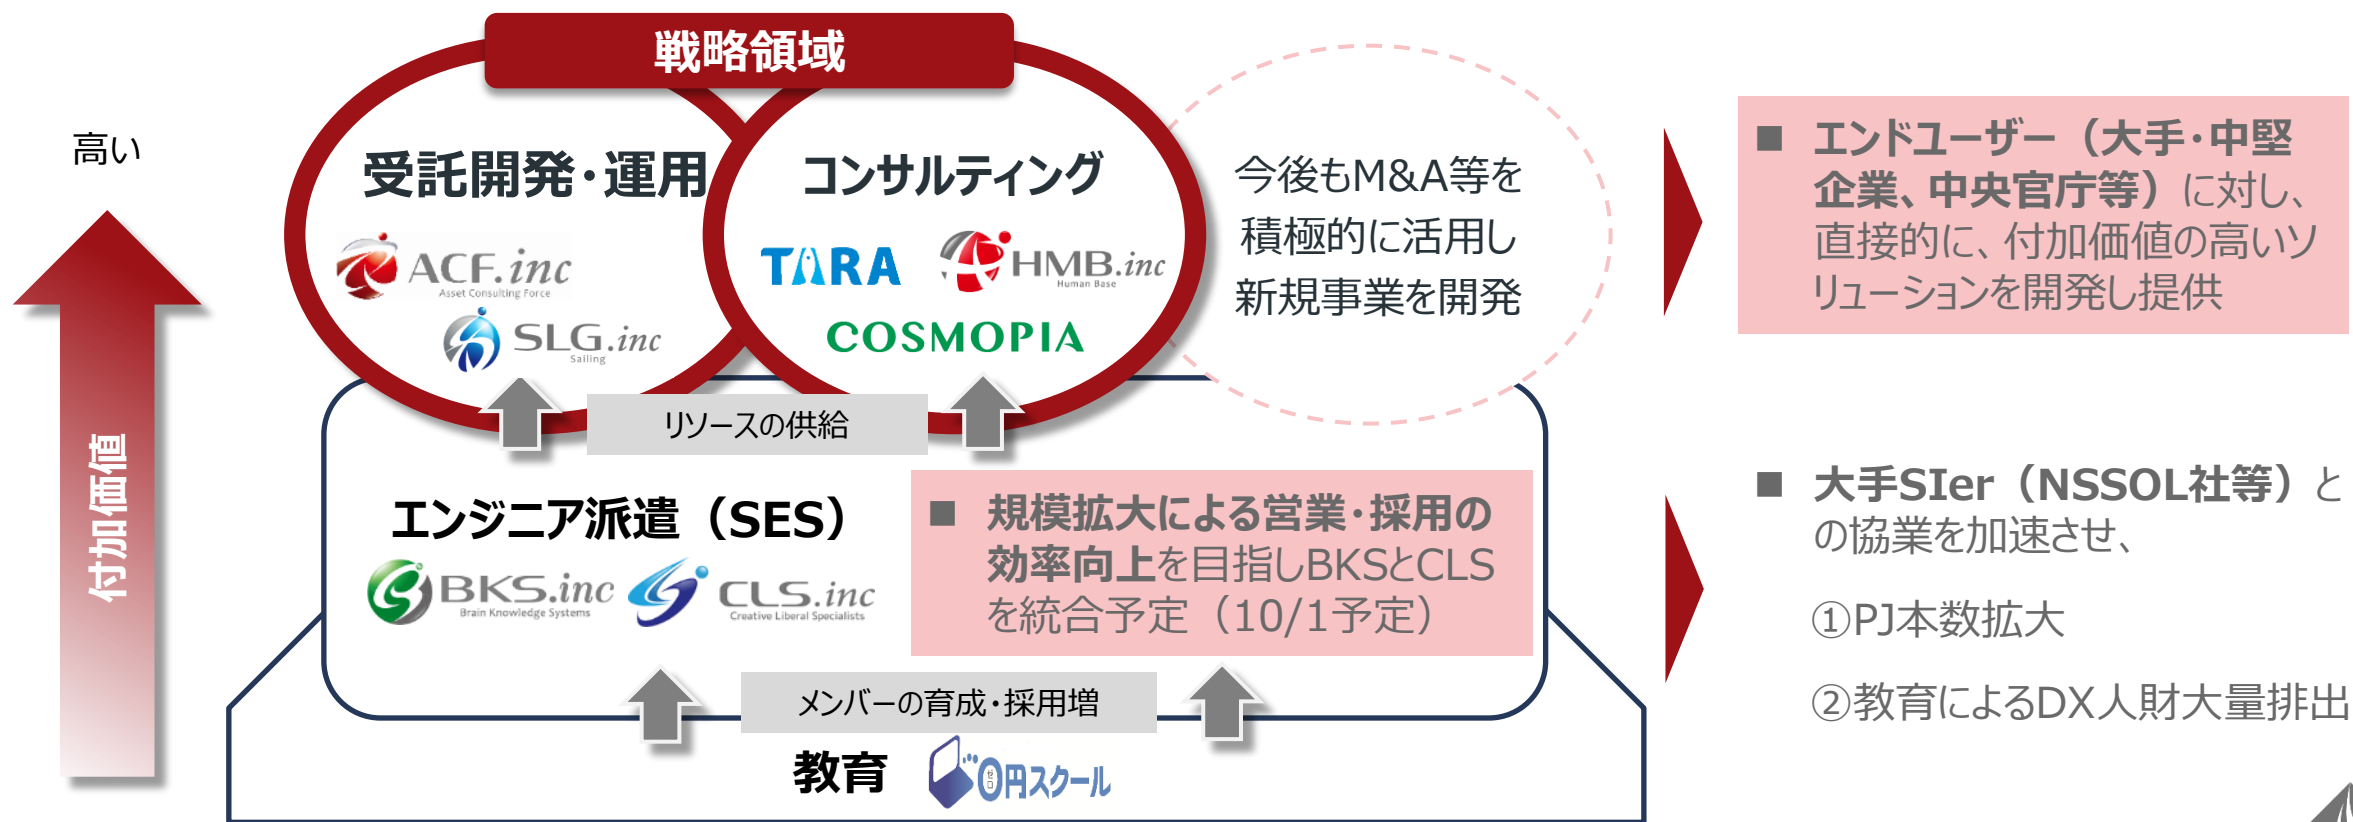 戦略領域
高い
付加価値
受託開発・運用
ACF.inc
Asset Consulting Force
SLG.inc
Sailing
コンサルティング
TARA
HMB.inc
Human Base
COSMOPIA
今後もM&A等を
積極的に活用し
新規事業を開発
■ エンドユーザー（大手・中堅
企業、中央官庁等）に対し、
直接的に、付加価値の高いソ
リューションを開発し提供
リソースの供給
エンジニア派遣（SES）
BKS.inc
Brain Knowledge Systems
CLS.inc
Creative Liberal Specialists
■ 規模拡大による営業・採用の
効率向上を目指しBKSとCLS
を統合予定（10/1予定）
■ 大手SIer（NSSOL社等）と
の協業を加速させ、
①PJ本数拡大
②教育によるDX人財大量排出
メンバーの育成・採用増
教育
0円スクール
ゼロ